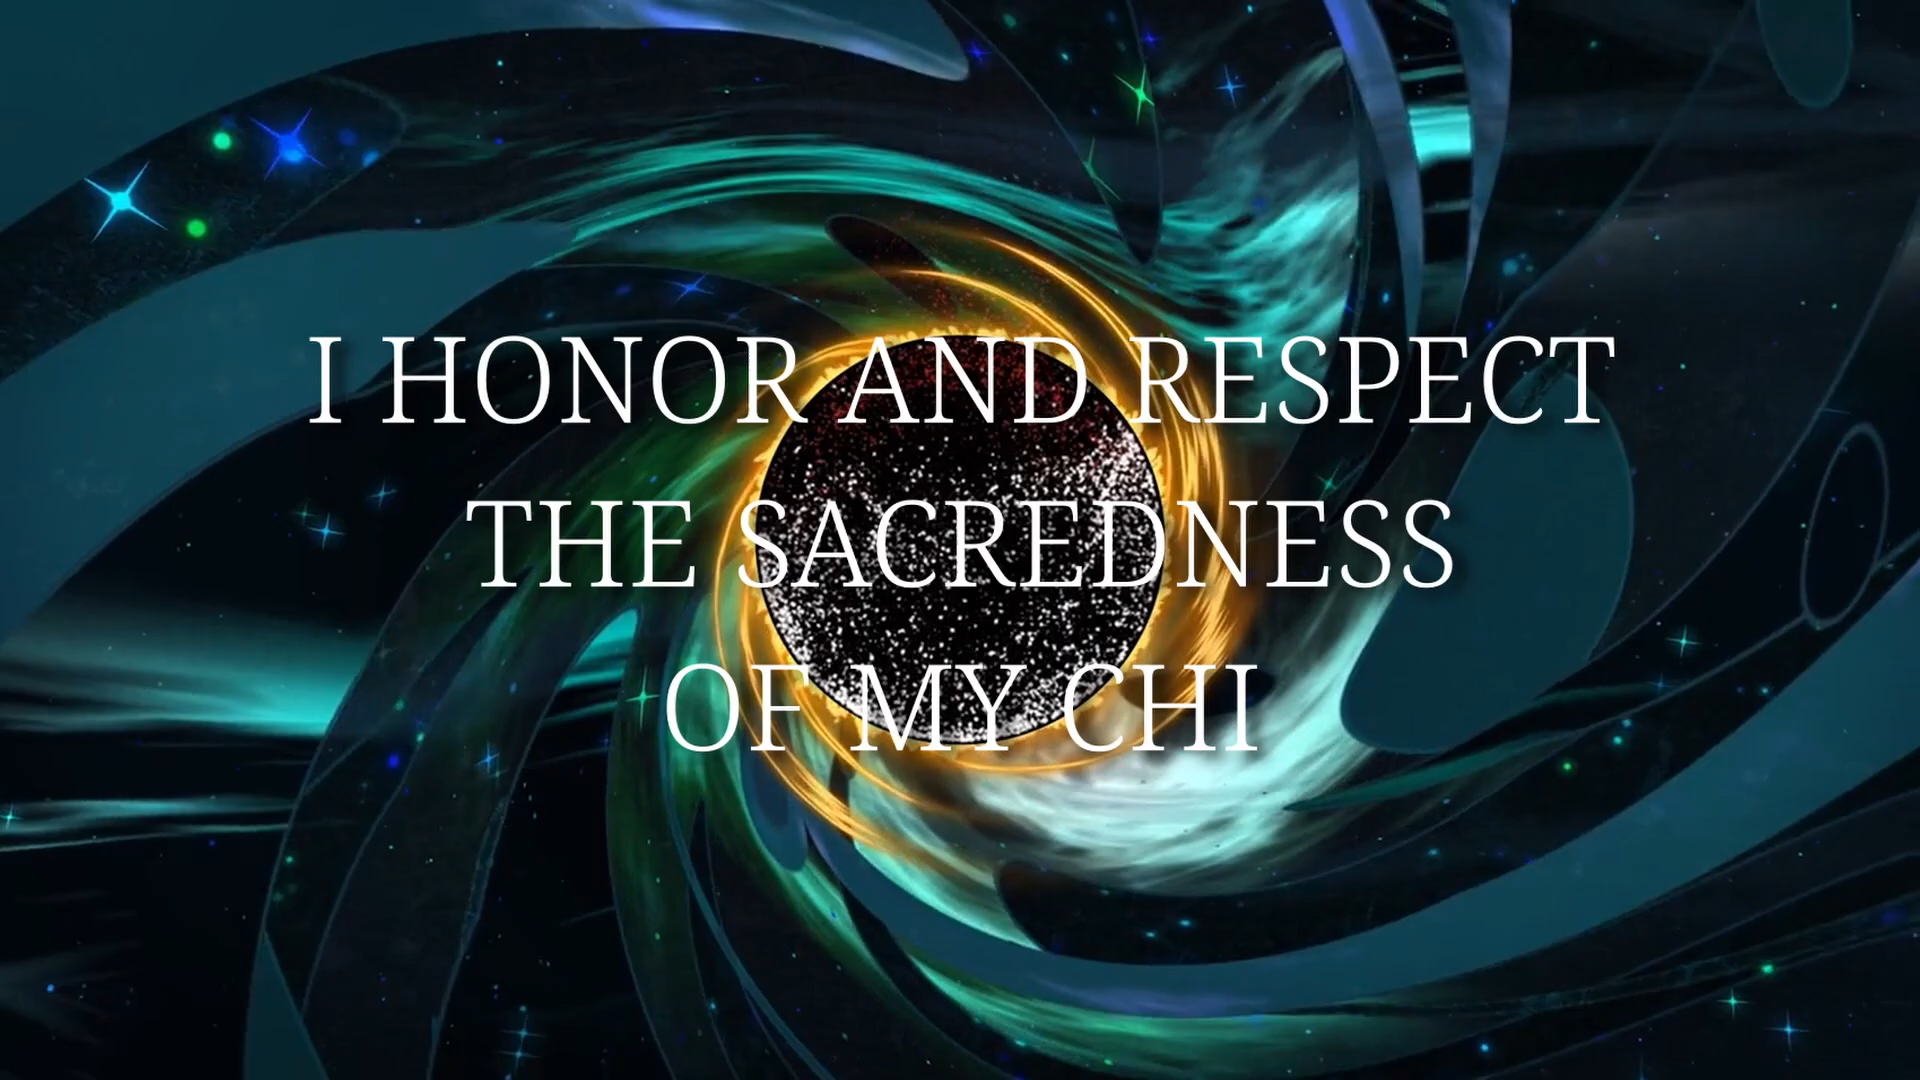 I HONOR AND RESPECT
THE SACREDNESS
OF MY CHI